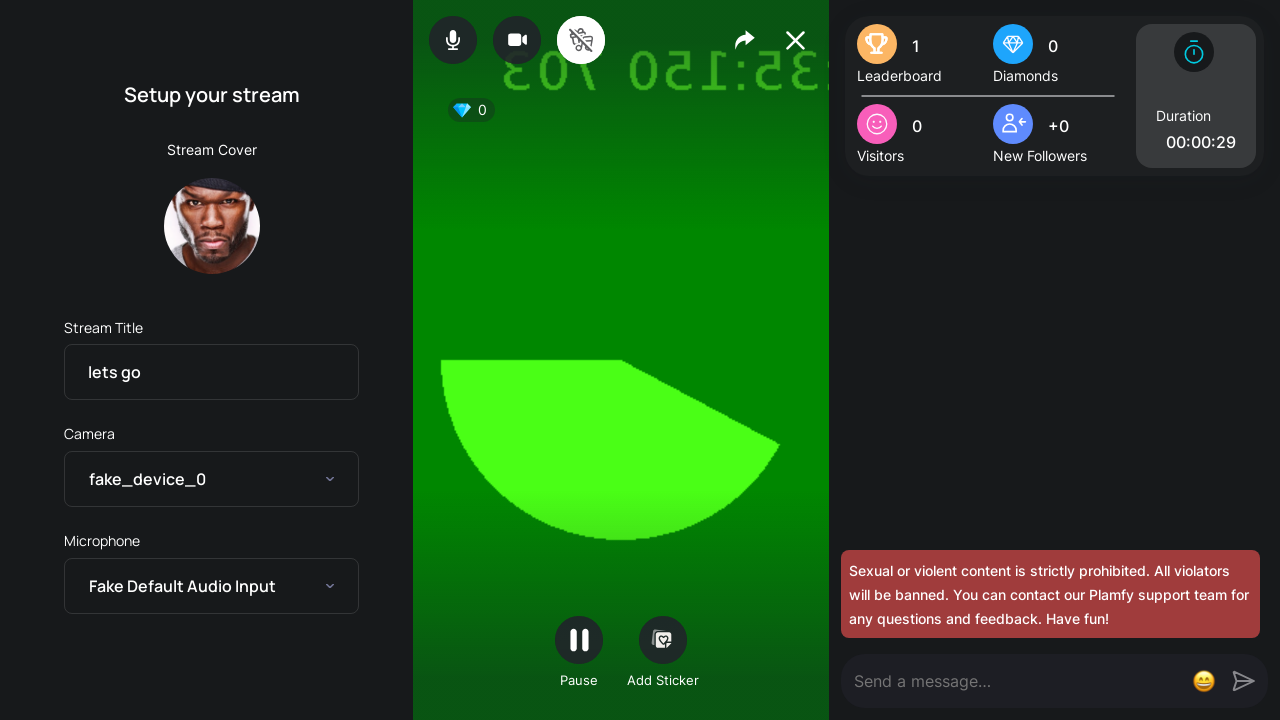 Setup your stream
Stream Cover
Stream Title
lets go
Camera
fake_device_0
Microphone
Fake Default Audio Input
0
Pause
Add Sticker
1
Leaderboard
0
Diamonds
0
Visitors
+0
New Followers
Duration
00:00:29
Sexual or violent content is strictly prohibited. All violators
will be banned. You can contact our Plamfy support team for
any questions and feedback. Have fun!
Send a message...